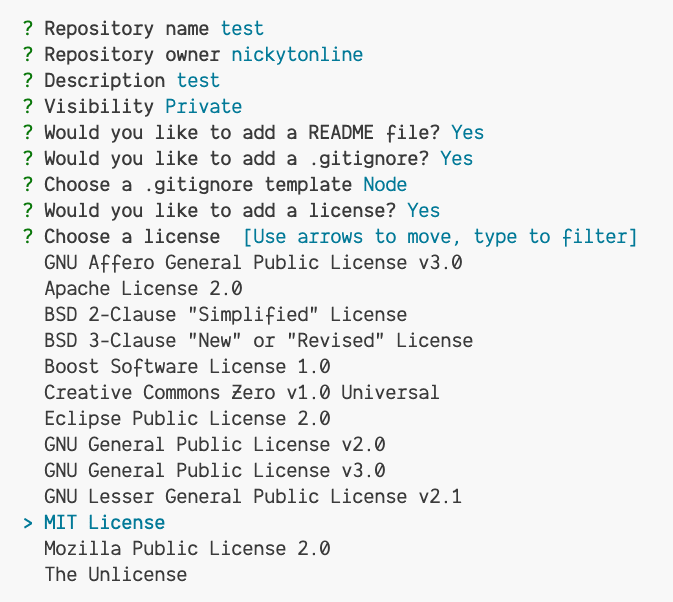 ? Repository name test
? Repository owner nickytonline
? Description test
? Visibility Private
? Would you like to add a README file? Yes
? Would you like to add a .gitignore? Yes
? Choose a .gitignore template Node
? Would you like to add a license? Yes
? Choose a license  [Use arrows to move, type to filter]
  GNU Affero General Public License v3.0
  Apache License 2.0
  BSD 2-Clause "Simplified" License
  BSD 3-Clause "New" or "Revised" License
  Boost Software License 1.0
  Creative Commons Zero v1.0 Universal
  Eclipse Public License 2.0
  GNU General Public License v2.0
  GNU General Public License v3.0
  GNU Lesser General Public License v2.1
> MIT License
  Mozilla Public License 2.0
  The Unlicense